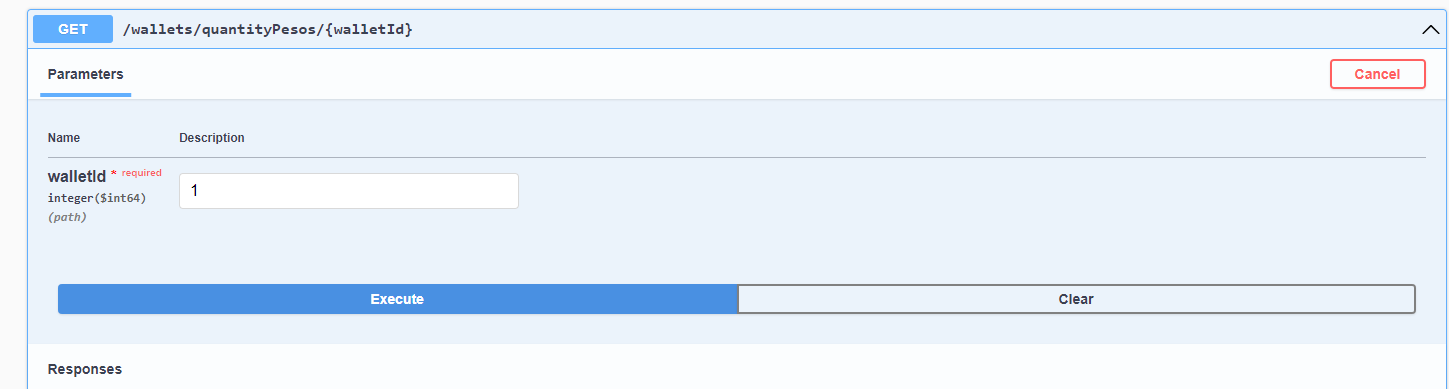 GET /wallets/quantityPesos/{walletId}
Parameters
Cancel
Name Description
walletId * required
1
integer($int64)
(path)
Execute Clear
Responses